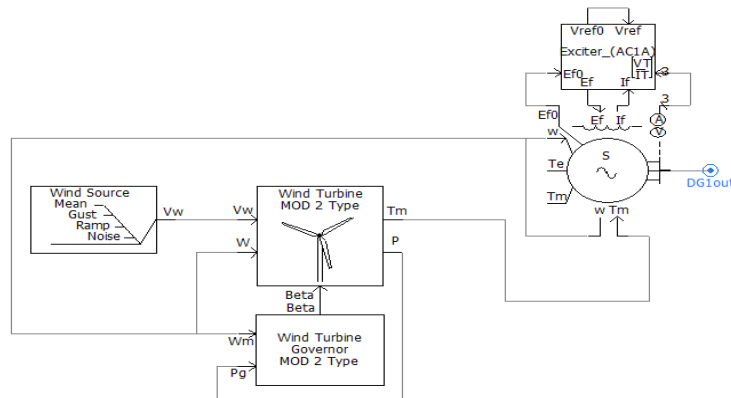 Vref0 Vref
Exciter_(AC1A)
VT
IT
3
Ef0
Ef If
3
Ef0
Ef If
A
V
w
S
Te
Tm
DG1out
w Tm
Wind Source
Mean
Gust
Ramp
Noise
Vw
Vw
Wind Turbine
MOD 2 Type
Tm
W
P
Beta
Beta
Wm
Wind Turbine
Governor
MOD 2 Type
Pg